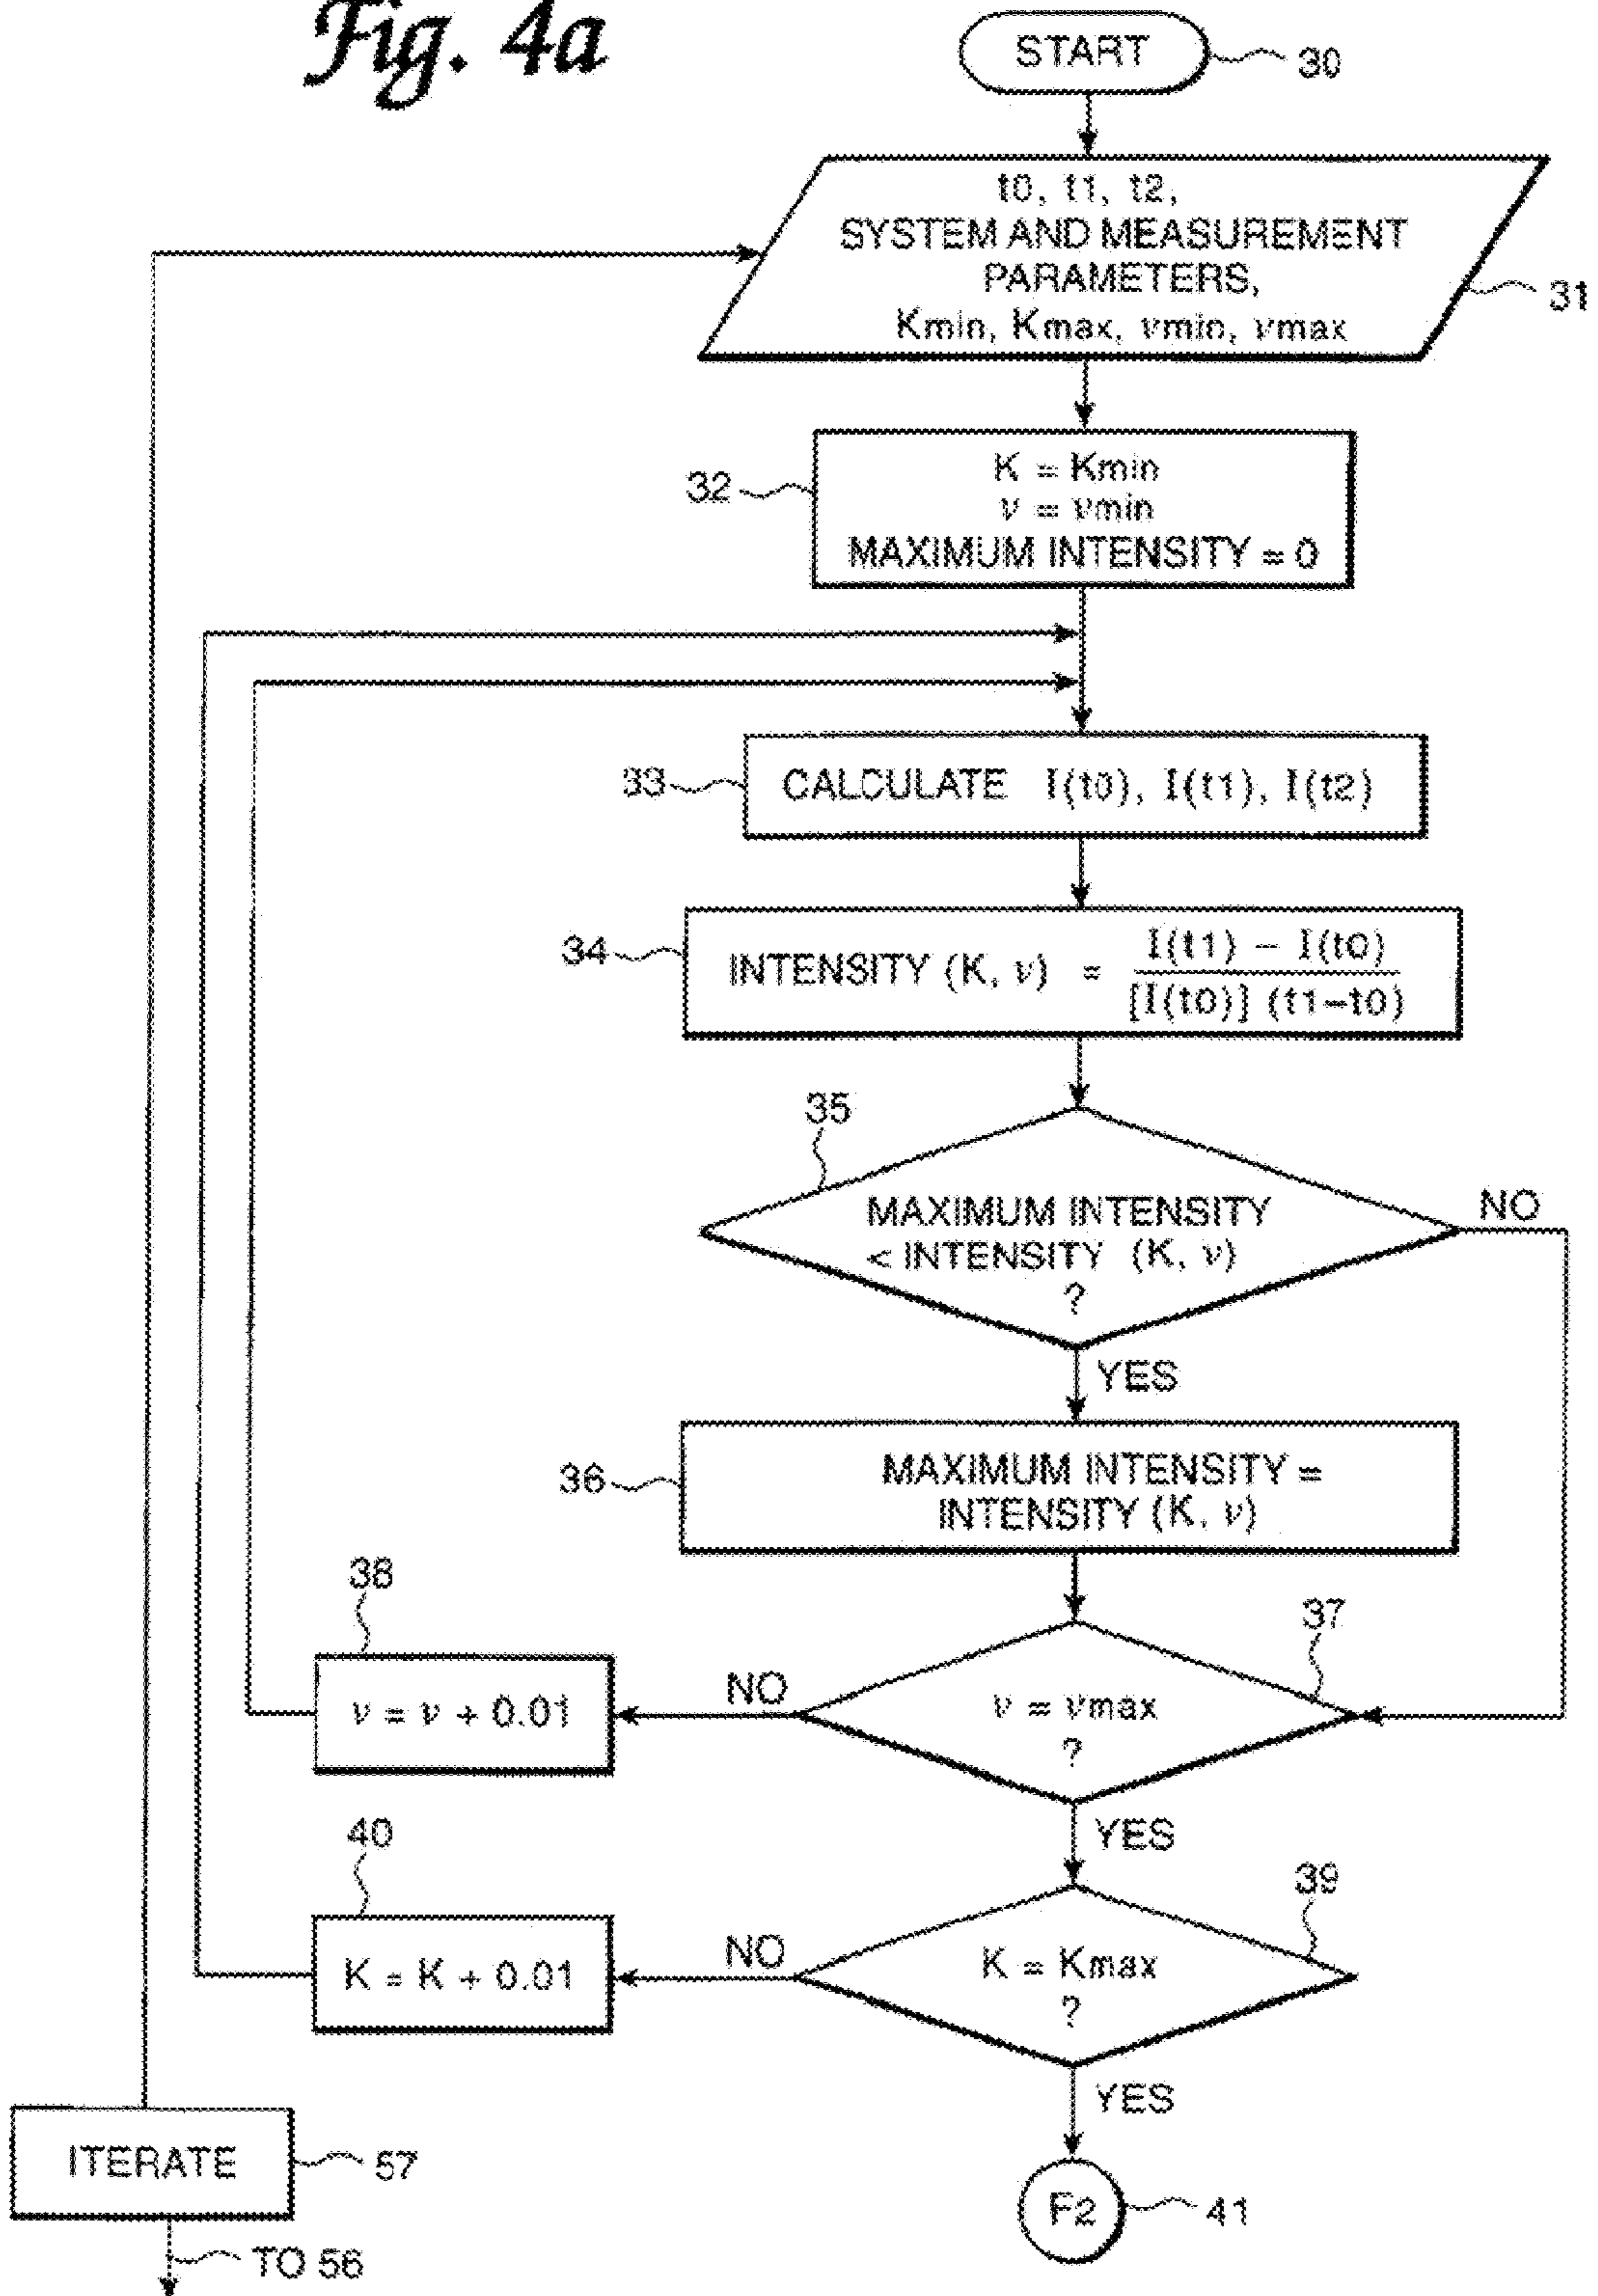 Fig. 4a
START
30
t0, t1, t2,
SYSTEM AND MEASUREMENT
PARAMETERS,
Kmin, Kmax, νmin, νmax
31
32
K = Kmin
ν = νmin
MAXIMUM INTENSITY = 0
33
CALCULATE I(t0), I(t1), I(t2)
34
INTENSITY (K, ν) = I(t1) – I(t0)
[I(t0)] (t1–t0)
35
MAXIMUM INTENSITY
< INTENSITY (K, ν)
?
NO
YES
36
MAXIMUM INTENSITY =
INTENSITY (K, ν)
38
37
ν = ν + 0.01
NO
ν = νmax
?
YES
40
39
K = K + 0.01
NO
K = Kmax
?
YES
ITERATE
57
F2
41
TO 56